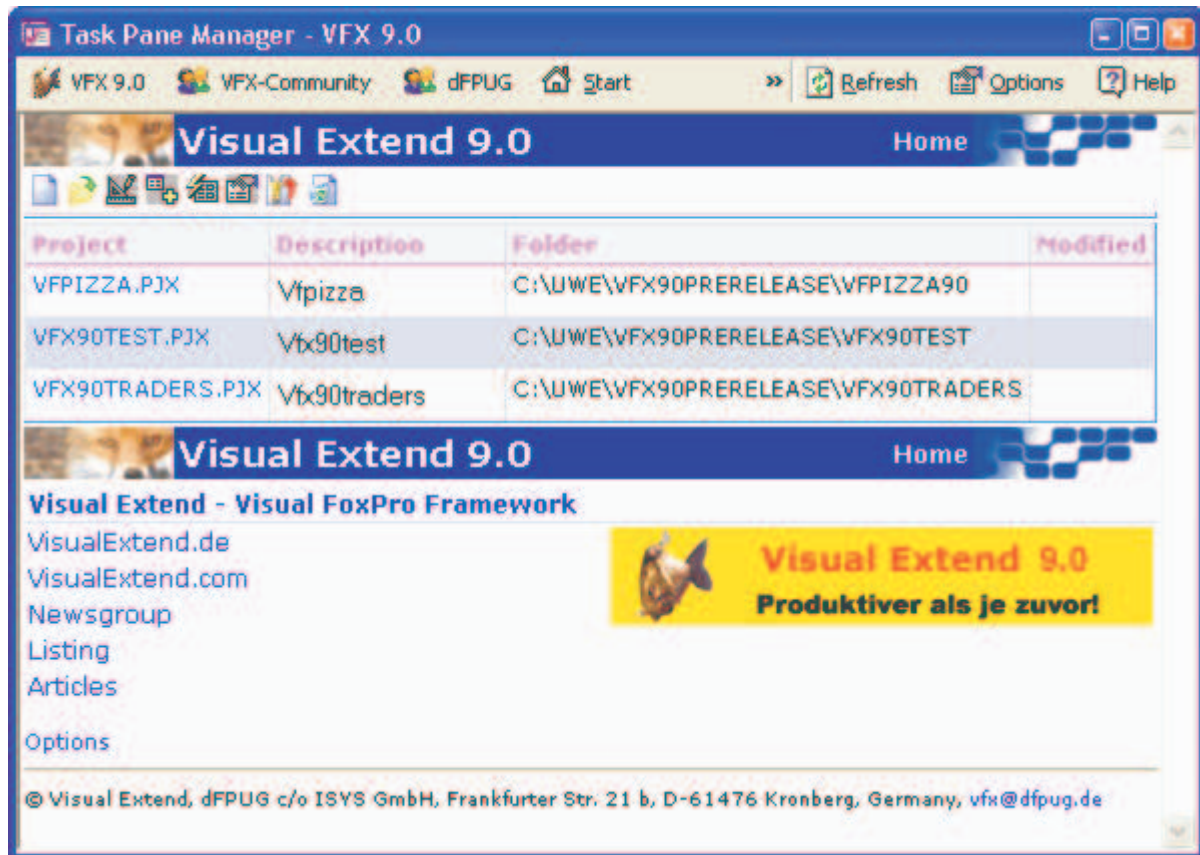 Task Pane Manager - VFX 9.0
VFX 9.0 VFX-Community dFPUG Start » Refresh Options Help
Visual Extend 9.0 Home
Project Description Folder Modified
VFPIZZA.PJX Vfpizza C:\UWE\VFX90PRERELEASE\VFPIZZA90
VFX90TEST.PJX Vfx90test C:\UWE\VFX90PRERELEASE\VFX90TEST
VFX90TRADERS.PJX Vfx90traders C:\UWE\VFX90PRERELEASE\VFX90TRADERS
Visual Extend 9.0 Home
Visual Extend - Visual FoxPro Framework
VisualExtend.de
VisualExtend.com
Newsgroup
Listing
Articles
Visual Extend 9.0
Produktiver als je zuvor!
Options
© Visual Extend, dFPUG c/o ISYS GmbH, Frankfurter Str. 21 b, D-61476 Kronberg, Germany, vfx@dfpug.de